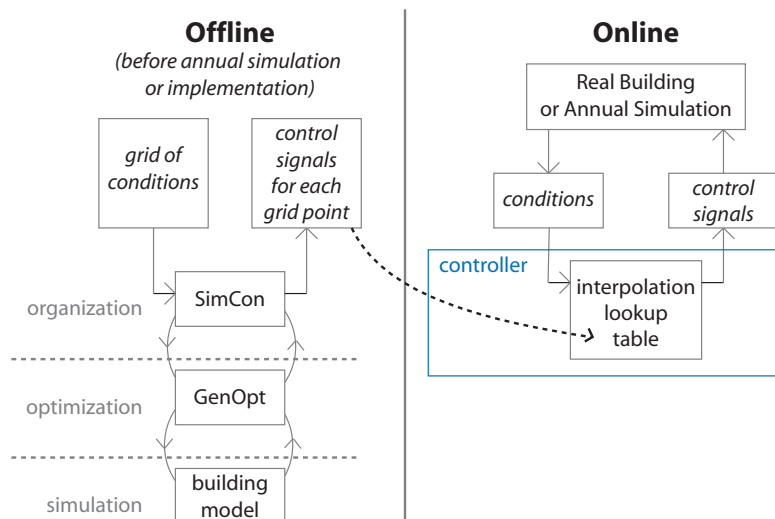 Offline
(before annual simulation
or implementation)
grid of
conditions
control
signals
for each
grid point
organization
SimCon
optimization
GenOpt
simulation
building
model
Online
Real Building
or Annual Simulation
conditions
control
signals
controller
interpolation
lookup
table